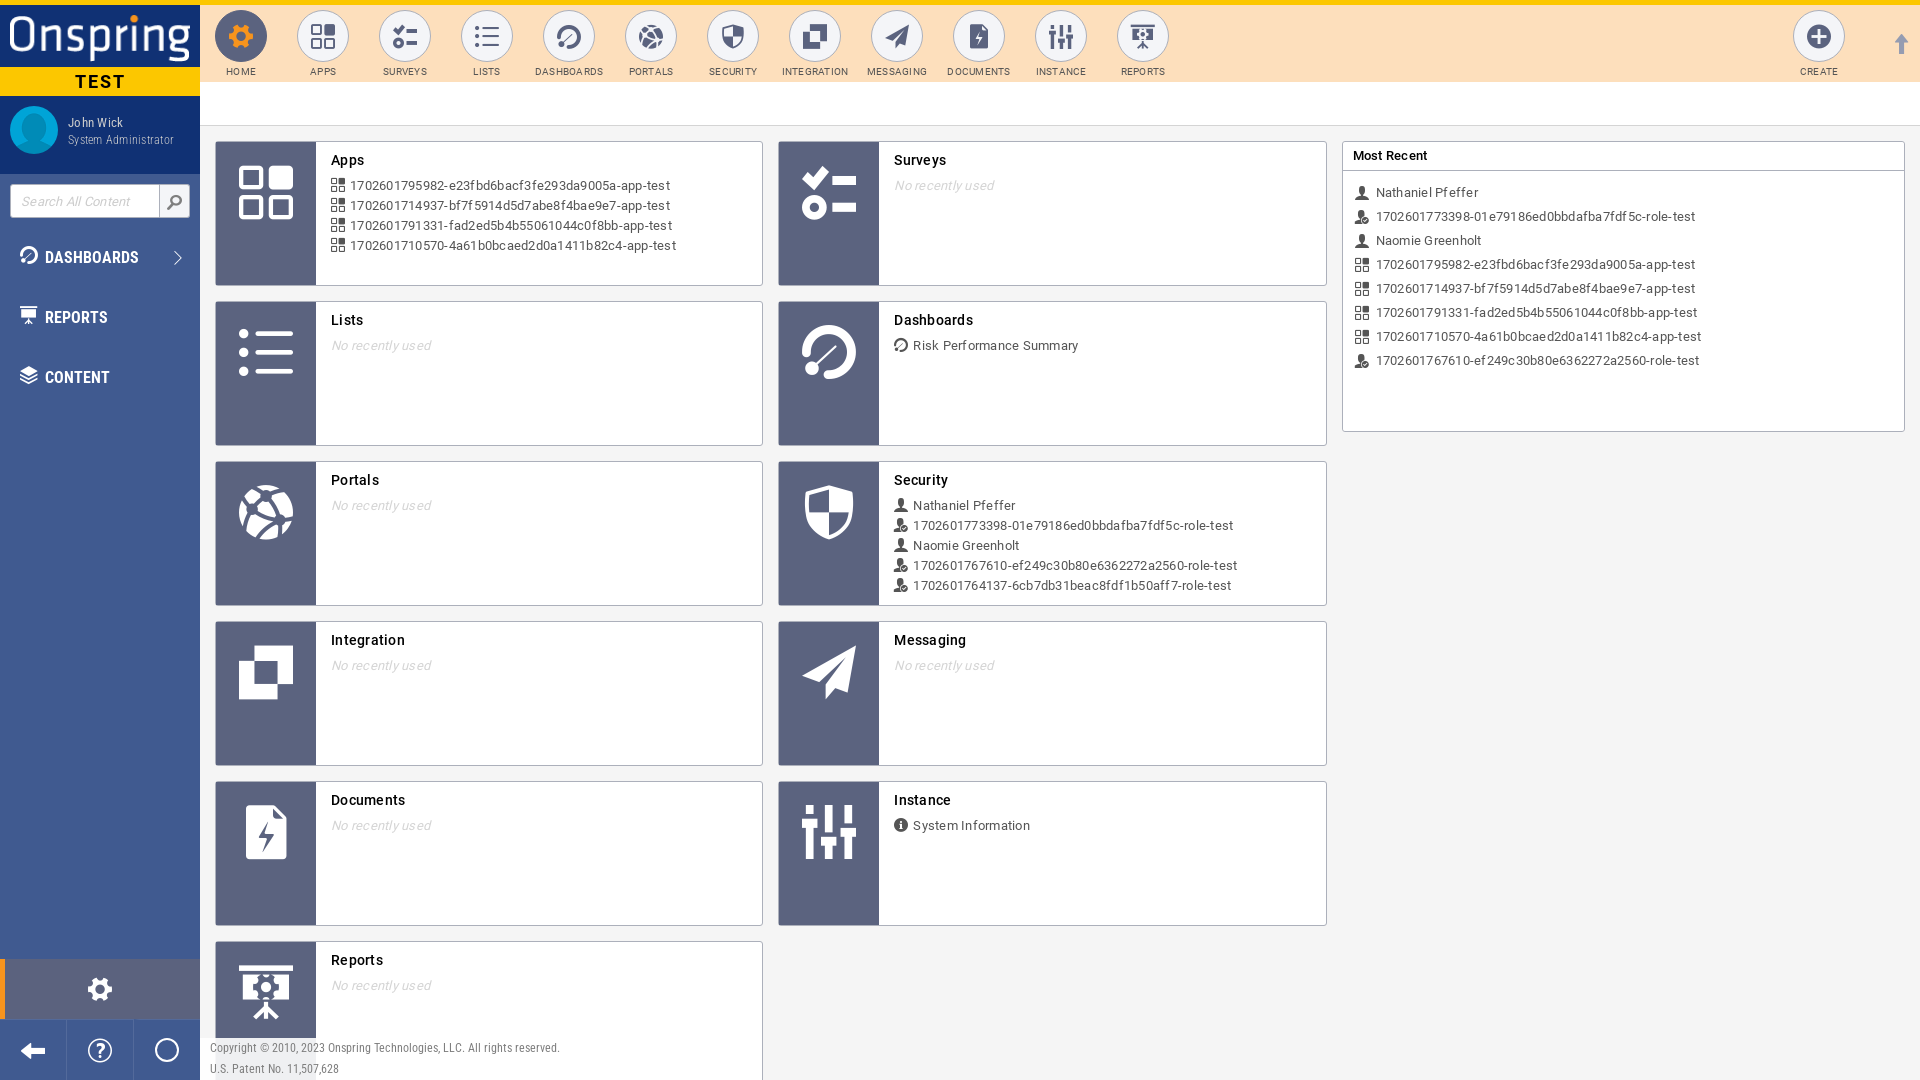 Onspring
TEST
John Wick
System Administrator
Search All Content
DASHBOARDS
REPORTS
CONTENT
HOME
APPS
SURVEYS
LISTS
DASHBOARDS
PORTALS
SECURITY
INTEGRATION
MESSAGING
DOCUMENTS
INSTANCE
REPORTS
CREATE
Apps
1702601795982-e23fbd6bacf3fe293da9005a-app-test
1702601714937-bf7f5914d5d7abe8f4bae9e7-app-test
1702601791331-fad2ed5b4b55061044c0f8bb-app-test
1702601710570-4a61b0bcaed2d0a1411b82c4-app-test
Surveys
No recently used
Lists
No recently used
Dashboards
Risk Performance Summary
Portals
No recently used
Security
Nathaniel Pfeffer
1702601773398-01e79186ed0bbdafba7fdf5c-role-test
Naomie Greenholt
1702601767610-ef249c30b80e6362272a2560-role-test
1702601764137-6cb7db31beac8fdf1b50aff7-role-test
Integration
No recently used
Messaging
No recently used
Documents
No recently used
Instance
System Information
Reports
No recently used
Most Recent
Nathaniel Pfeffer
1702601773398-01e79186ed0bbdafba7fdf5c-role-test
Naomie Greenholt
1702601795982-e23fbd6bacf3fe293da9005a-app-test
1702601714937-bf7f5914d5d7abe8f4bae9e7-app-test
1702601791331-fad2ed5b4b55061044c0f8bb-app-test
1702601710570-4a61b0bcaed2d0a1411b82c4-app-test
1702601767610-ef249c30b80e6362272a2560-role-test
Copyright © 2010, 2023 Onspring Technologies, LLC. All rights reserved.
U.S. Patent No. 11,507,628